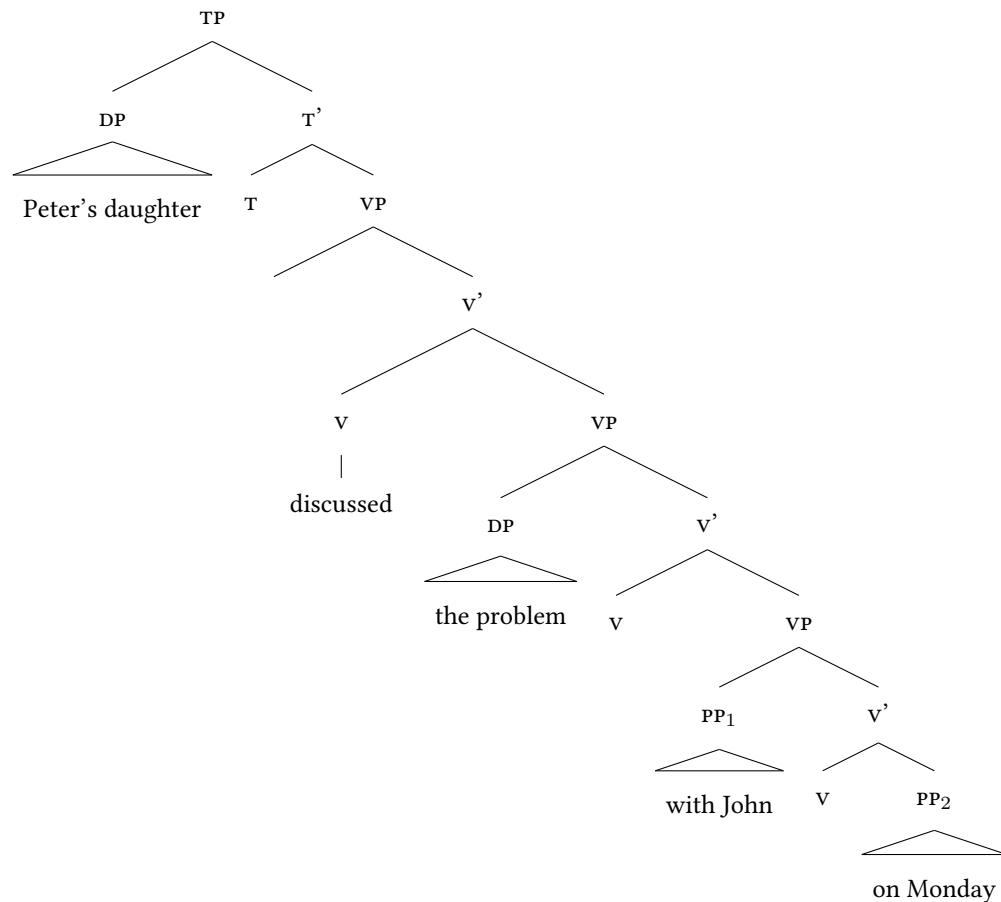 TP
DP T’
Peter’s daughter T VP
V’
V VP
discussed
DP V’
the problem V VP
PP₁ V’
with John V PP₂
on Monday